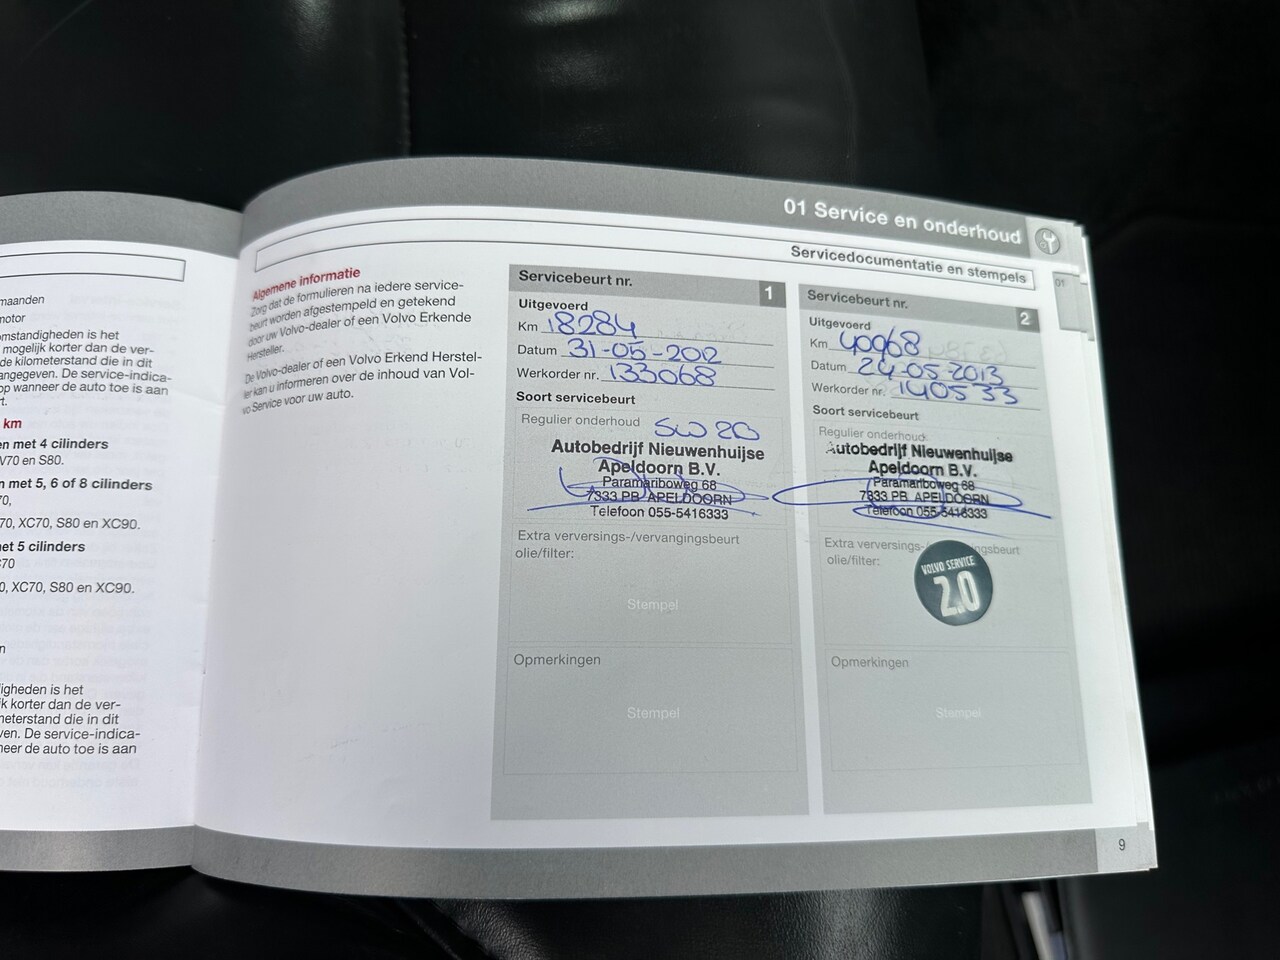 maanden
motor
omstandigheden is het
mogelijk korter dan de ver-
de kilometerstand die in dit
angegeven. De service-indica-
op wanneer de auto toe is aan
rt.
km
en met 4 cilinders
V70 en S80.
n met 5, 6 of 8 cilinders
70,
, XC70, S80 en XC90.
et 5 cilinders
C70
0, XC70, S80 en XC90.
n
igheden is het
k korter dan de ver-
neterstand die in dit
ven. De service-indica-
neer de auto toe is aan
01 Service en onderhoud
Servicedocumentatie en stempels
01
Algemene informatie
Zorg dat de formulieren na iedere service-
beurt worden afgestempeld en getekend
door uw Volvo-dealer of een Volvo Erkende
Hersteller.
De Volvo-dealer of een Volvo Erkend Herstel-
ler kan u informeren over de inhoud van Vol-
vo Service voor uw auto.
Servicebeurt nr. 1
Uitgevoerd
Km 18284
Datum 31-05-2012
Werkorder nr. 133068
Soort servicebeurt
Regulier onderhoud SW 20
Autobedrijf Nieuwenhuijse
Apeldoorn B.V.
Paramariboweg 68
7333 PB APELDOORN
Telefoon 055-5416333
Extra verversings-/vervangingsbeurt
olie/filter:
Stempel
Opmerkingen
Stempel
Servicebeurt nr. 2
Uitgevoerd
Km 40968
Datum 24-05-2013
Werkorder nr. 140533
Soort servicebeurt
Regulier onderhoud:
Autobedrijf Nieuwenhuijse
Apeldoorn B.V.
Paramariboweg 68
7333 PB APELDOORN
Telefoon 055-5416333
Extra verversings-/ ngsbeurt
olie/filter:
VOLVO SERVICE
2.0
Opmerkingen
Stempel
9